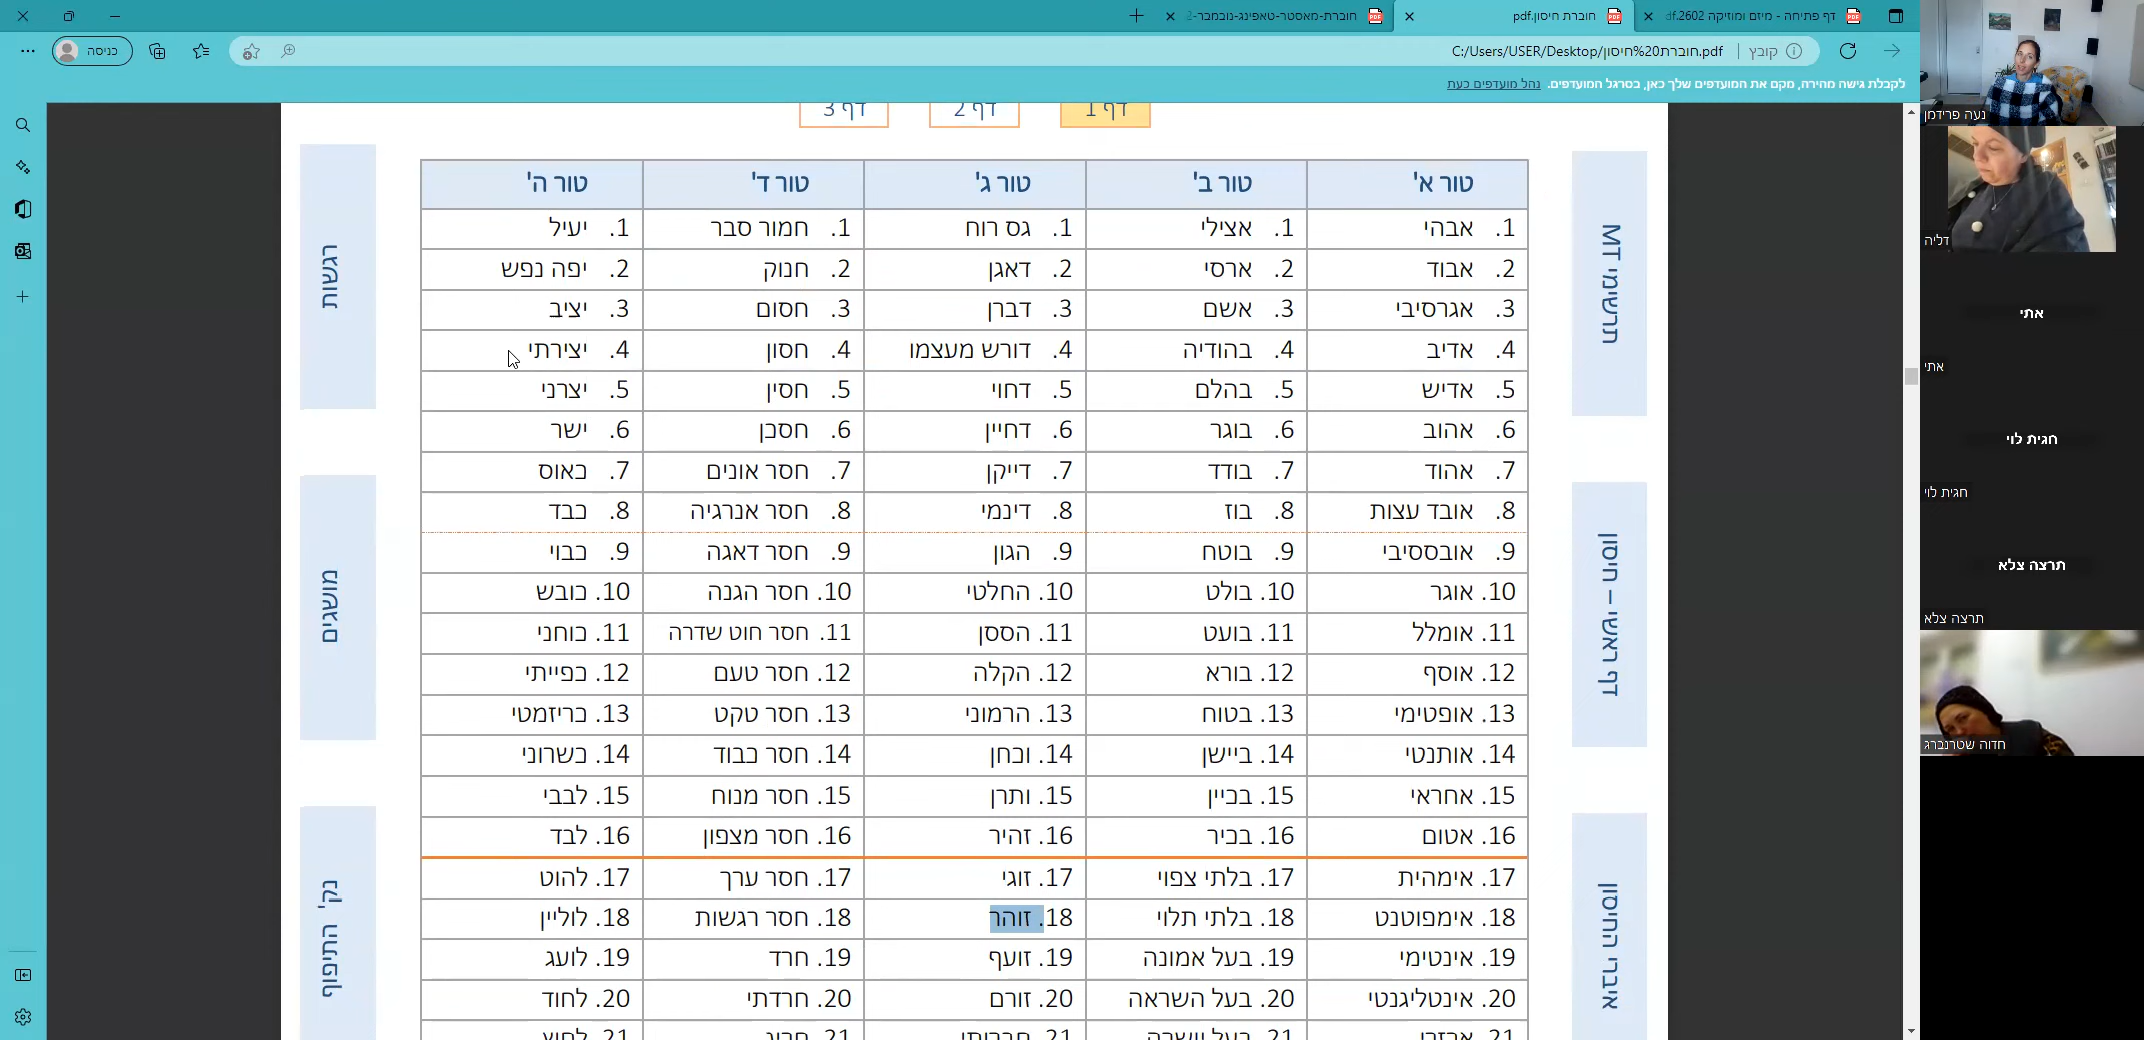 חוברת-מאסטר-טאפינג-נובמבר-2
חוברת חיסון.pdf
דף פתיחה - מיזם ומוזיקה 2602.pdf
כניסה
C:/Users/USER/Desktop/חוברת%20חיסון.pdf
קובץ
לקבלת גישה מהירה, מקם את המועדפים שלך כאן, בסרגל המועדפים. נהל מועדפים כעת
דף 1 דף 2 דף 3
טור א' טור ב' טור ג' טור ד' טור ה'
1. אבהי 1. אצילי 1. גס רוח 1. חמור סבר 1. יעיל
2. אבוד 2. ארסי 2. דאגן 2. חנוק 2. יפה נפש
3. אגרסיבי 3. אשם 3. דברן 3. חסום 3. יציב
4. אדיב 4. בהודיה 4. דורש מעצמו 4. חסון 4. יצירתי
5. אדיש 5. בהלם 5. דחוי 5. חסין 5. יצרני
6. אהוב 6. בוגר 6. דחיין 6. חסכן 6. ישר
7. אהוד 7. בודד 7. דייקן 7. חסר אונים 7. כאוס
8. אובד עצות 8. בוז 8. דינמי 8. חסר אנרגיה 8. כבד
9. אובססיבי 9. בוטח 9. הגון 9. חסר דאגה 9. כבוי
10. אוגר 10. בולט 10. החלטי 10. חסר הגנה 10. כובש
11. אומלל 11. בועט 11. הססן 11. חסר חוט שדרה 11. כוחני
12. אוסף 12. בורא 12. הקלה 12. חסר טעם 12. כפייתי
13. אופטימי 13. בטוח 13. הרמוני 13. חסר טקט 13. כריזמטי
14. אותנטי 14. ביישן 14. וכחן 14. חסר כבוד 14. כשרוני
15. אחראי 15. בכיין 15. ותרן 15. חסר מנוח 15. לבבי
16. אטום 16. בכיר 16. זהיר 16. חסר מצפון 16. לבד
17. אימהית 17. בלתי צפוי 17. זוגי 17. חסר ערך 17. להוט
18. אימפוטנט 18. בלתי תלוי 18. זוהר 18. חסר רגשות 18. לוליין
19. אינטימי 19. בעל אמונה 19. זועף 19. חרד 19. לועג
20. אינטליגנטי 20. בעל השראה 20. זורם 20. חרדתי 20. לחוד
תרשימי MT
דף ראשי – חיסון
איברי החיסון
רגשות
מושגים
נק' התיפוף
נעה פרידמן
דליה
אתי
אתי
חגית לוי
חגית לוי
תרצה צלא
תרצה צלא
חדוה שטרנברג